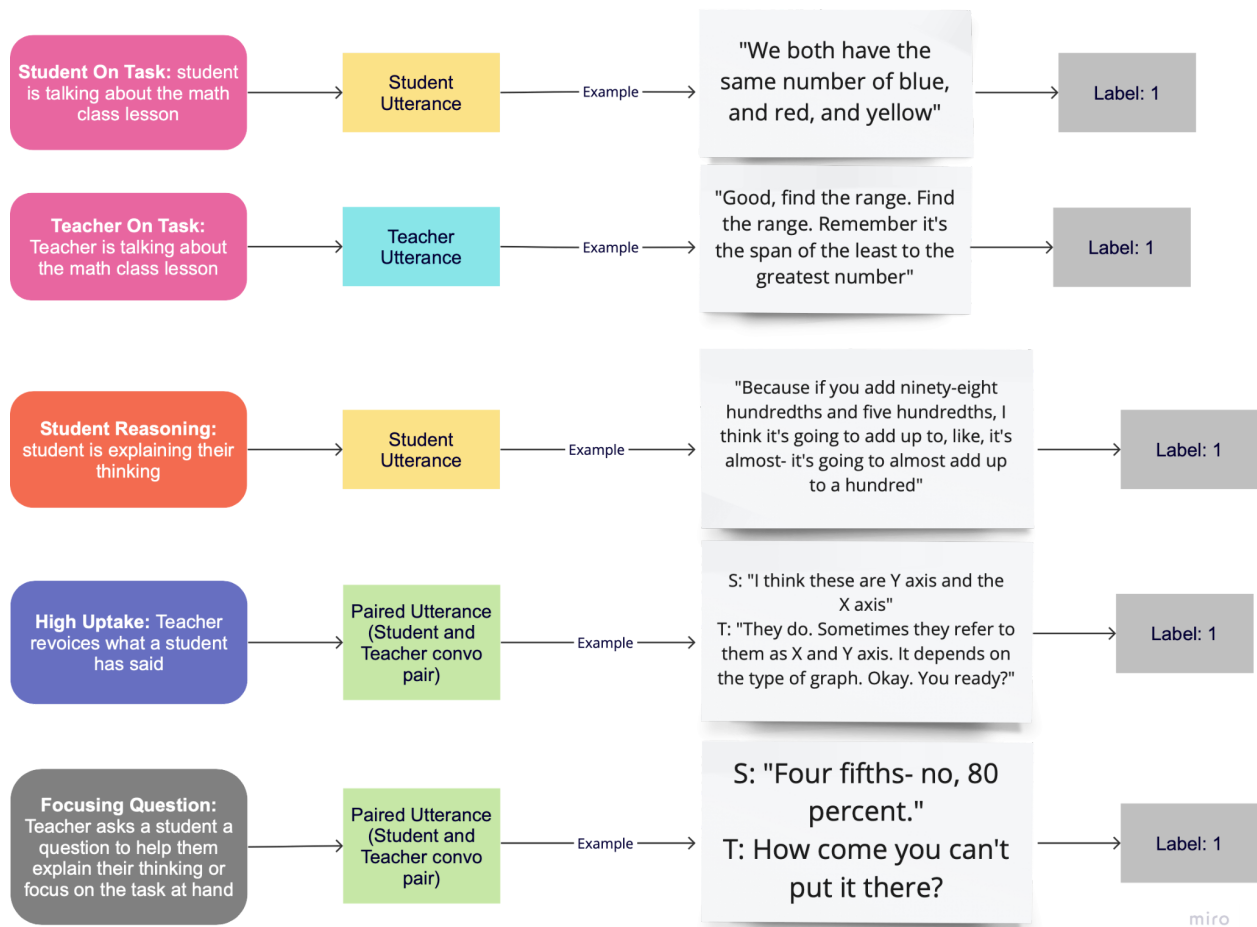 Student On Task: student
is talking about the math
class lesson
Student
Utterance
Example
"We both have the
same number of blue,
and red, and yellow"
Label: 1
Teacher On Task:
Teacher is talking about
the math class lesson
Teacher
Utterance
Example
"Good, find the range. Find
the range. Remember it's
the span of the least to the
greatest number"
Label: 1
Student Reasoning:
student is explaining their
thinking
Student
Utterance
Example
"Because if you add ninety-eight
hundredths and five hundredths, I
think it's going to add up to, like, it's
almost- it's going to almost add up
to a hundred"
Label: 1
High Uptake: Teacher
revoices what a student
has said
Paired Utterance
(Student and
Teacher convo
pair)
Example
S: "I think these are Y axis and the
X axis"
T: "They do. Sometimes they refer to
them as X and Y axis. It depends on
the type of graph. Okay. You ready?"
Label: 1
Focusing Question:
Teacher asks a student a
question to help them
explain their thinking or
focus on the task at hand
Paired Utterance
(Student and
Teacher convo
pair)
Example
S: "Four fifths- no, 80
percent."
T: How come you can't
put it there?
Label: 1
miro